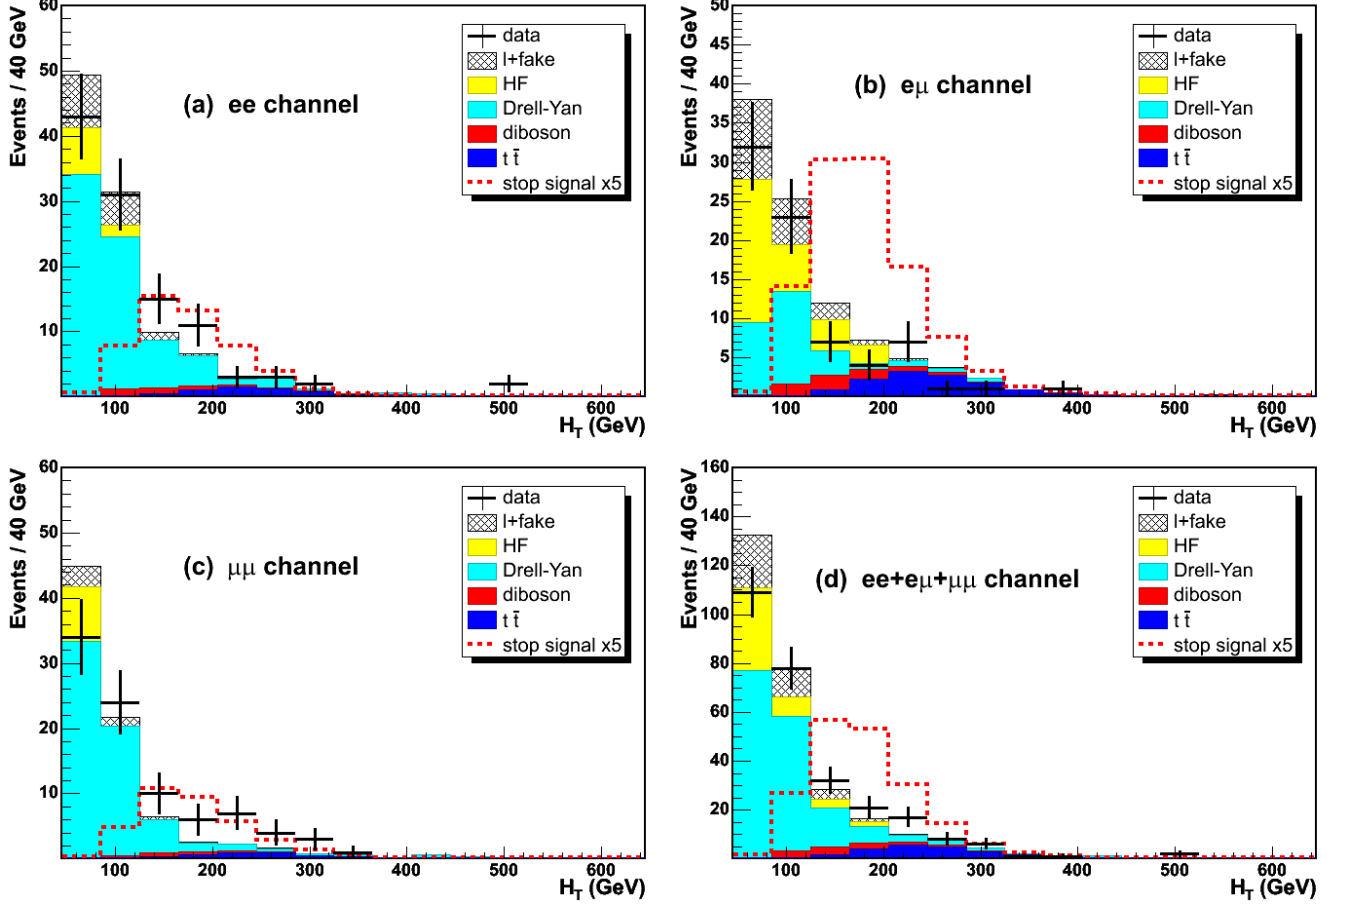 60
50
40
30
20
10
Events / 40 GeV
(a) ee channel
data
l+fake
HF
Drell-Yan
diboson
t t̄
stop signal x5
100 200 300 400 500 600
H_T (GeV)
50
45
40
35
30
25
20
15
10
5
Events / 40 GeV
(b) eμ channel
data
l+fake
HF
Drell-Yan
diboson
t t̄
stop signal x5
100 200 300 400 500 600
H_T (GeV)
60
50
40
30
20
10
Events / 40 GeV
(c) μμ channel
data
l+fake
HF
Drell-Yan
diboson
t t̄
stop signal x5
100 200 300 400 500 600
H_T (GeV)
160
140
120
100
80
60
40
20
Events / 40 GeV
(d) ee+eμ+μμ channel
data
l+fake
HF
Drell-Yan
diboson
t t̄
stop signal x5
100 200 300 400 500 600
H_T (GeV)